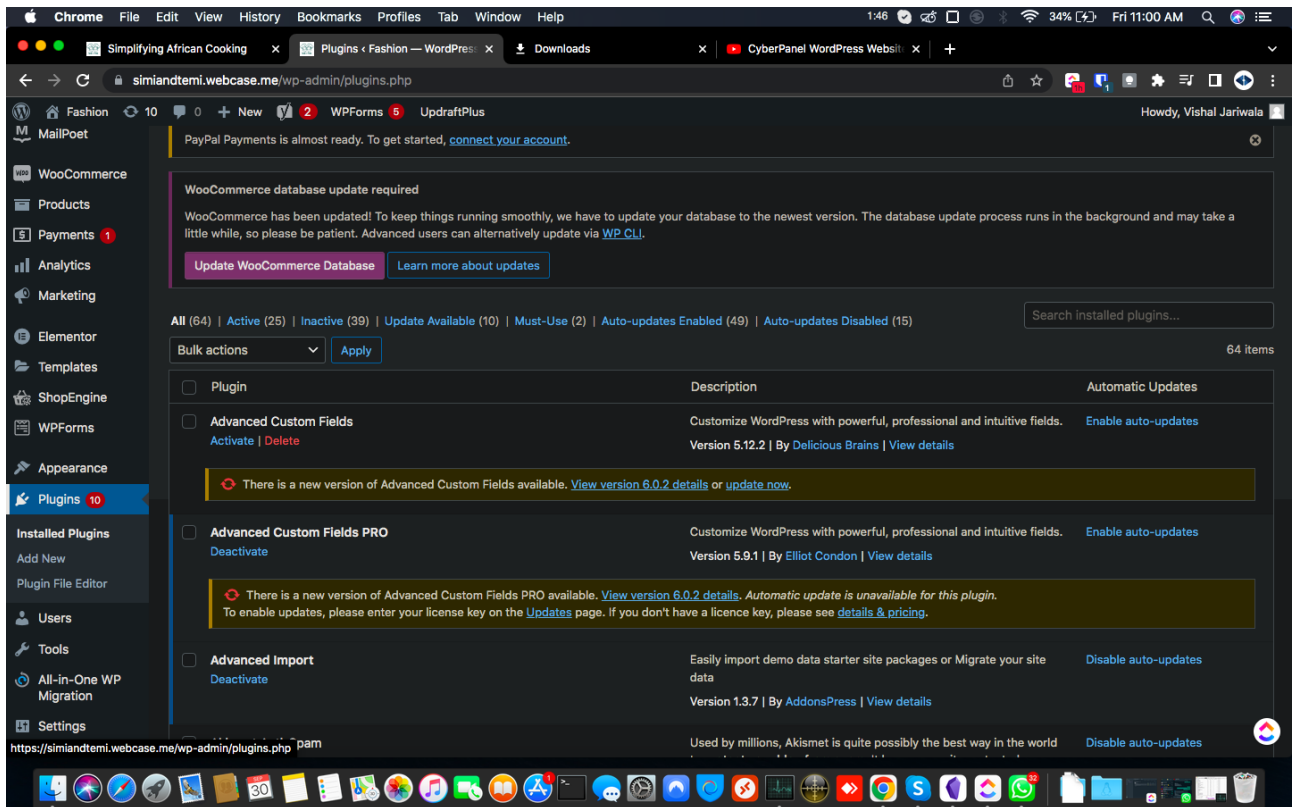 Chrome File Edit View History Bookmarks Profiles Tab Window Help 1:46 34% Fri 11:00 AM
Simplifying African Cooking Plugins ‹ Fashion — WordPres Downloads CyberPanel WordPress Websit
simiandtemi.webcase.me/wp-admin/plugins.php
Fashion 10 0 New 2 WPForms 5 UpdraftPlus Howdy, Vishal Jariwala
MailPoet
PayPal Payments is almost ready. To get started, connect your account.
WooCommerce
Products
Payments 1
Analytics
Marketing
Elementor
Templates
ShopEngine
WPForms
Appearance
Plugins 10
Installed Plugins
Add New
Plugin File Editor
Users
Tools
All-in-One WP
Migration
Settings
WooCommerce database update required
WooCommerce has been updated! To keep things running smoothly, we have to update your database to the newest version. The database update process runs in the background and may take a
little while, so please be patient. Advanced users can alternatively update via WP CLI.
Update WooCommerce Database Learn more about updates
All (64) | Active (25) | Inactive (39) | Update Available (10) | Must-Use (2) | Auto-updates Enabled (49) | Auto-updates Disabled (15)
Search installed plugins...
Bulk actions Apply 64 items
Plugin Description Automatic Updates
Advanced Custom Fields Customize WordPress with powerful, professional and intuitive fields. Enable auto-updates
Activate | Delete Version 5.12.2 | By Delicious Brains | View details
There is a new version of Advanced Custom Fields available. View version 6.0.2 details or update now.
Advanced Custom Fields PRO Customize WordPress with powerful, professional and intuitive fields. Enable auto-updates
Deactivate Version 5.9.1 | By Elliot Condon | View details
There is a new version of Advanced Custom Fields PRO available. View version 6.0.2 details. Automatic update is unavailable for this plugin.
To enable updates, please enter your license key on the Updates page. If you don't have a licence key, please see details & pricing.
Advanced Import Easily import demo data starter site packages or Migrate your site Disable auto-updates
Deactivate data
Version 1.3.7 | By AddonsPress | View details
pam Used by millions, Akismet is quite possibly the best way in the world Disable auto-updates
https://simiandtemi.webcase.me/wp-admin/plugins.php
SEP
30
32